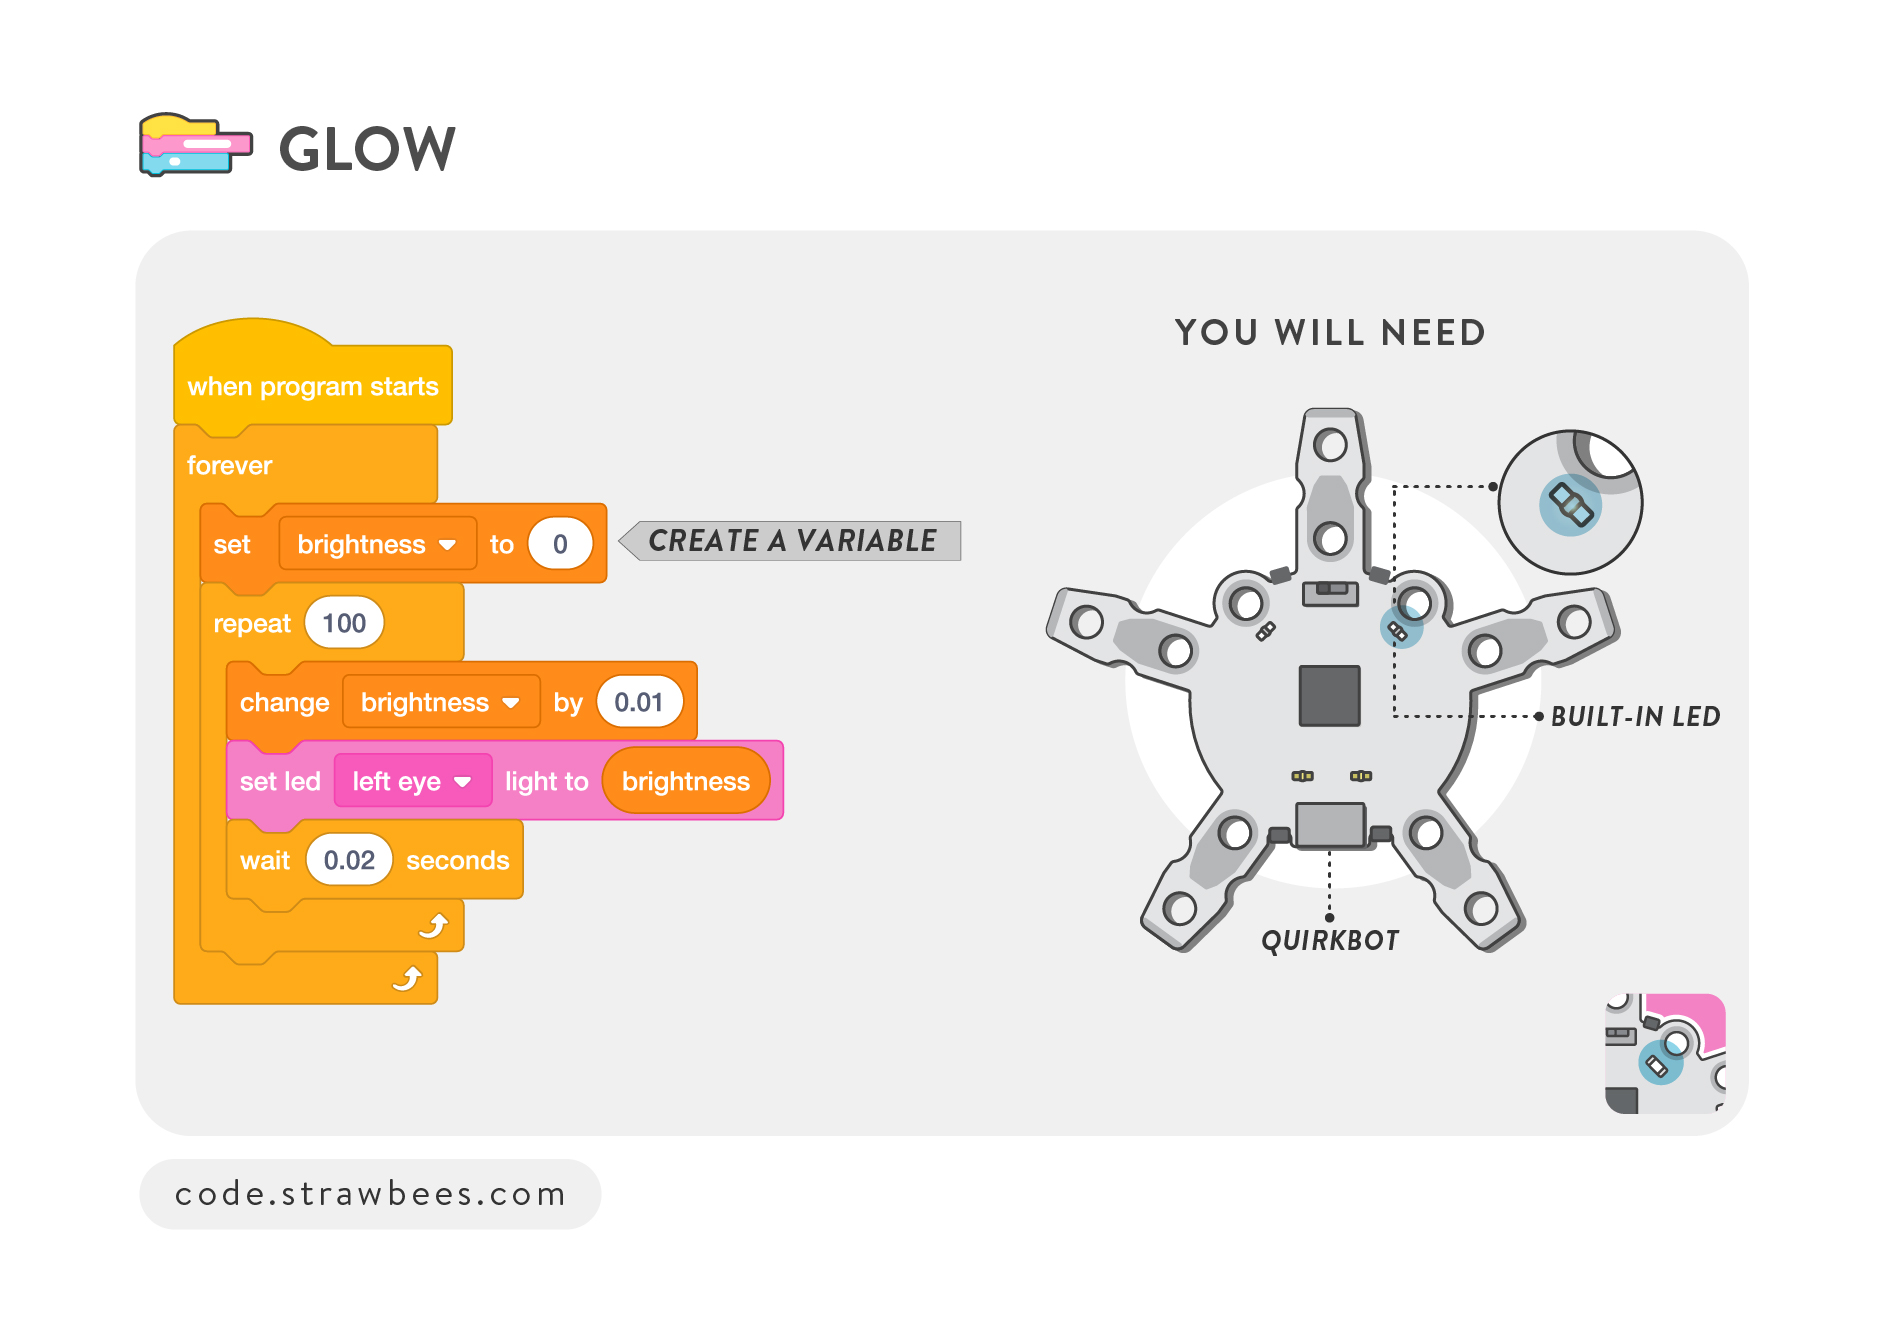 GLOW
when program starts
forever
set brightness to 0
CREATE A VARIABLE
repeat 100
change brightness by 0.01
set led left eye light to brightness
wait 0.02 seconds
YOU WILL NEED
BUILT-IN LED
QUIRKBOT
code.strawbees.com